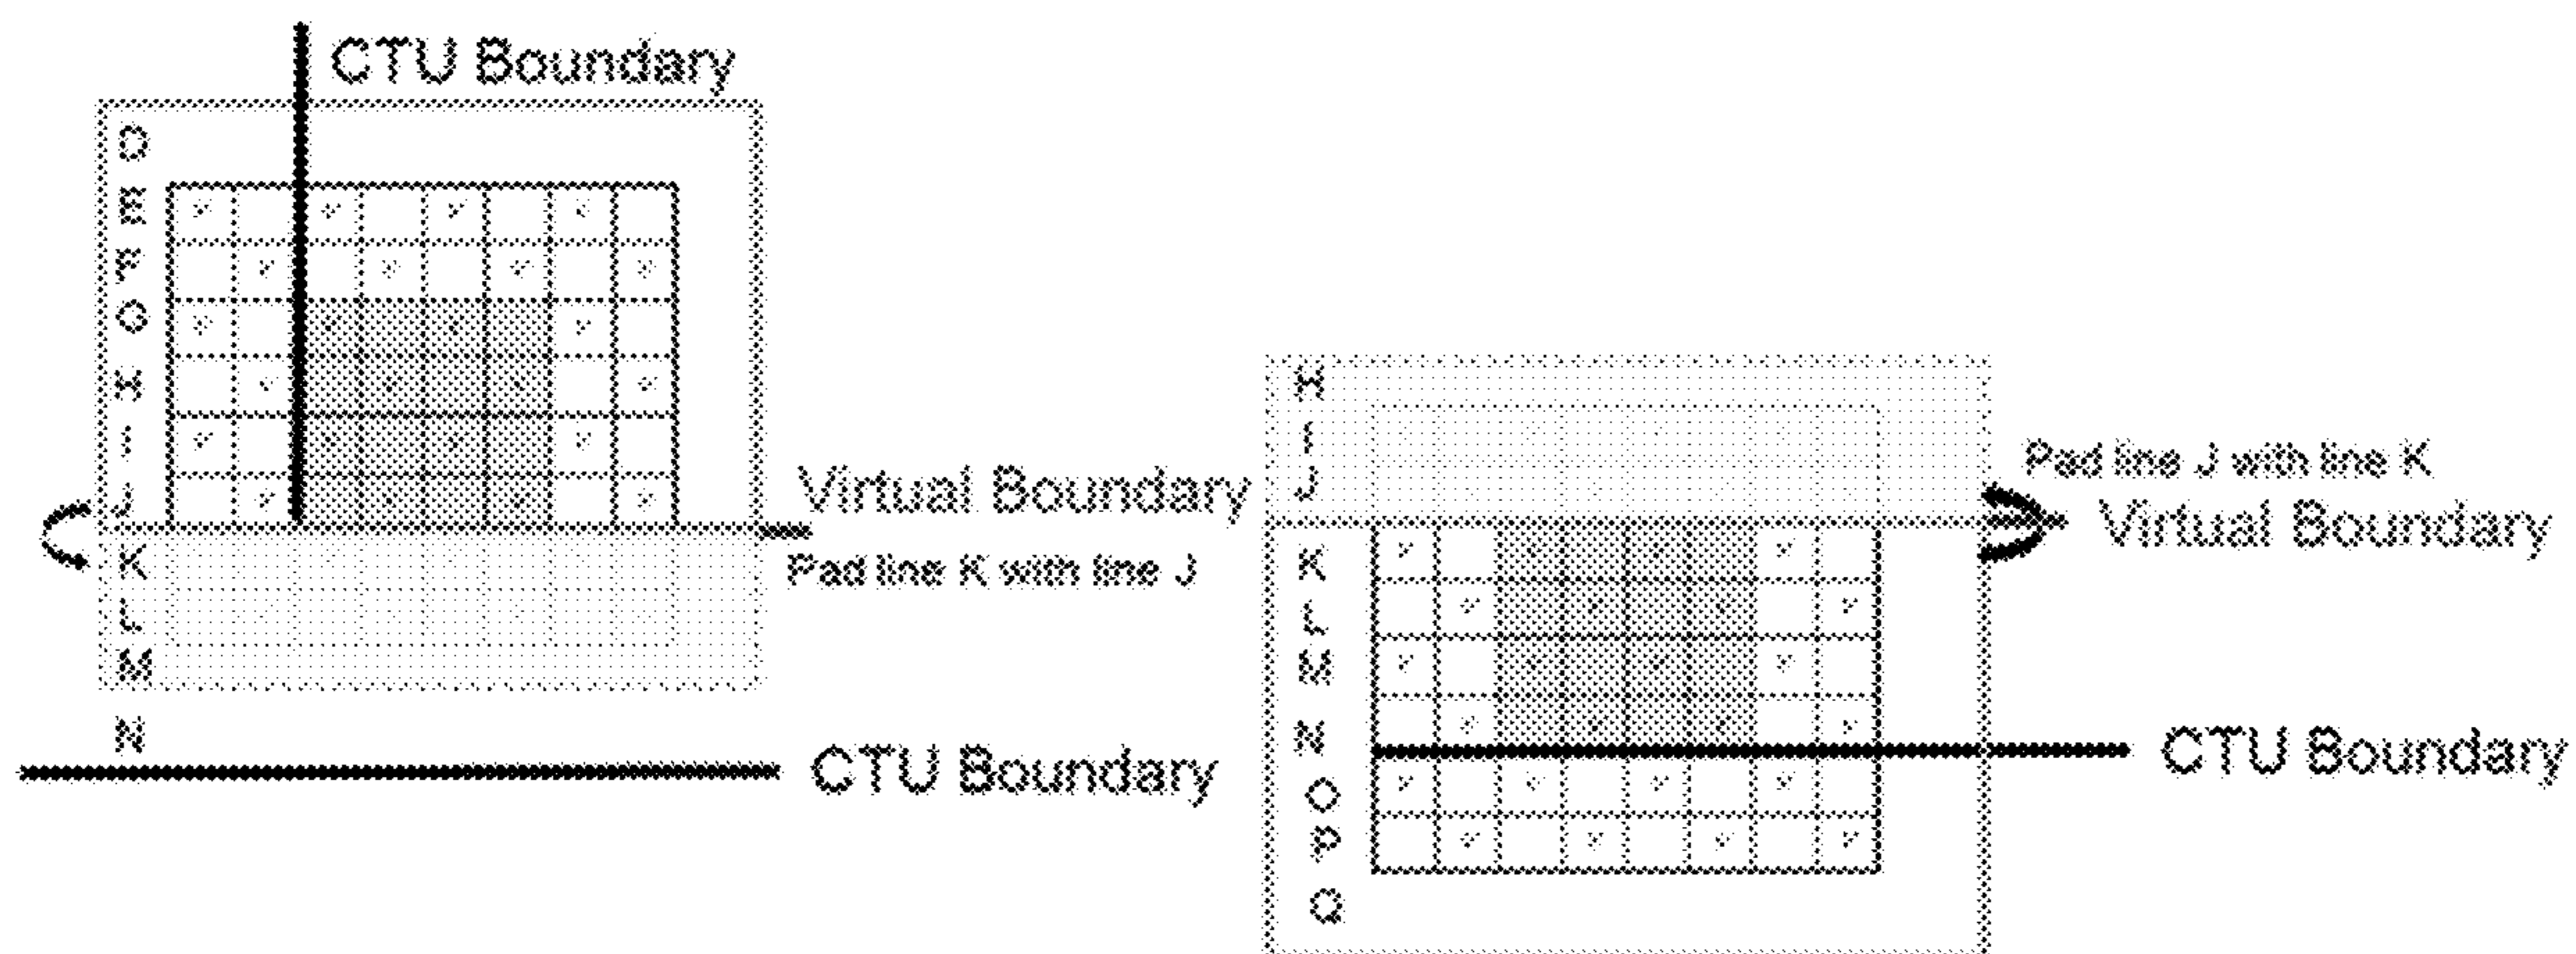 CTU Boundary
D
E
F
G
H
I
J
K
L
M
N
Virtual Boundary
Pad line K with line J
CTU Boundary
H
I
J
K
L
M
N
O
P
Q
Pad line J with line K
Virtual Boundary
CTU Boundary